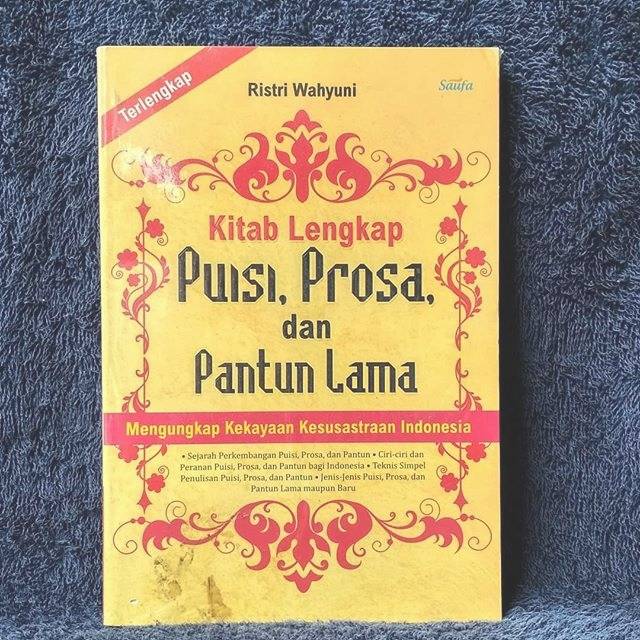 Terlengkap
Ristri Wahyuni
Saufa
Kitab Lengkap
Puisi, Prosa,
dan
Pantun Lama
Mengungkap Kekayaan Kesusastraan Indonesia
• Sejarah Perkembangan Puisi, Prosa, dan Pantun • Ciri-ciri dan
Peranan Puisi, Prosa, dan Pantun bagi Indonesia • Teknis Simpel
Penulisan Puisi, Prosa, dan Pantun • Jenis-Jenis Puisi, Prosa, dan
Pantun Lama maupun Baru